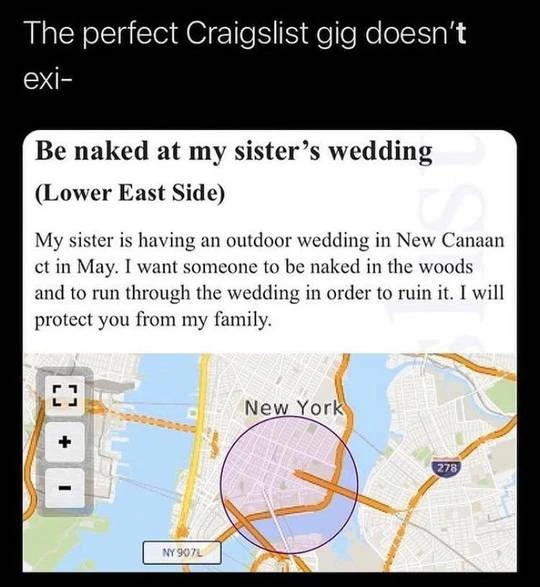 The perfect Craigslist gig doesn't
exi-
Be naked at my sister's wedding
(Lower East Side)
My sister is having an outdoor wedding in New Canaan
ct in May. I want someone to be naked in the woods
and to run through the wedding in order to ruin it. I will
protect you from my family.
New York
+
278
-
NY 907L